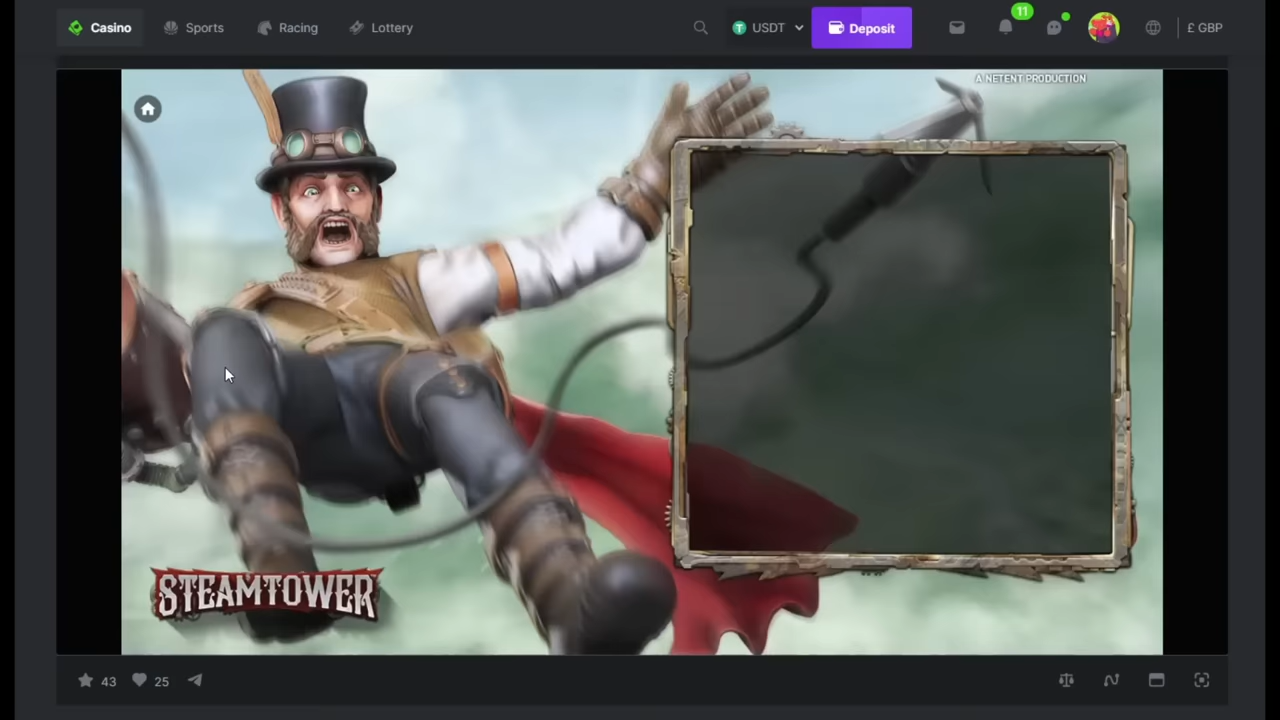 Casino
Sports
Racing
Lottery
USDT
Deposit
11
£ GBP
A NETENT PRODUCTION
STEAMTOWER
43
25